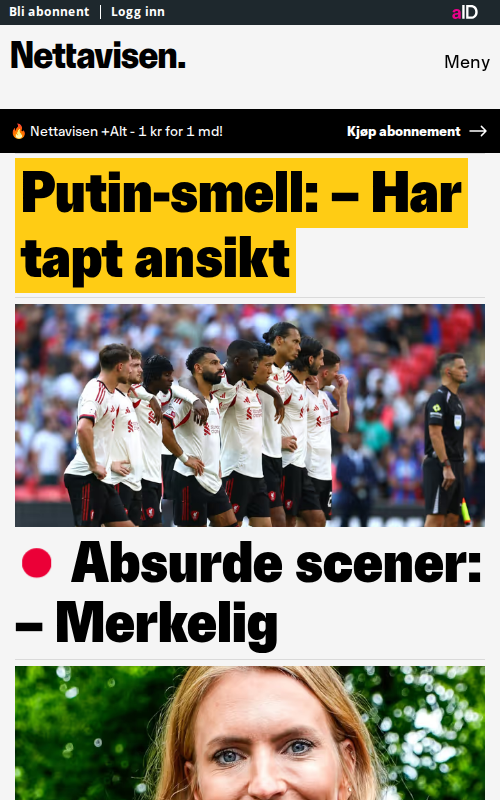 Bli abonnent | Logg inn
aID
Nettavisen.
Meny
🔥 Nettavisen +Alt - 1 kr for 1 md!
Kjøp abonnement →
Putin-smell: – Har
tapt ansikt
Absurde scener:
– Merkelig